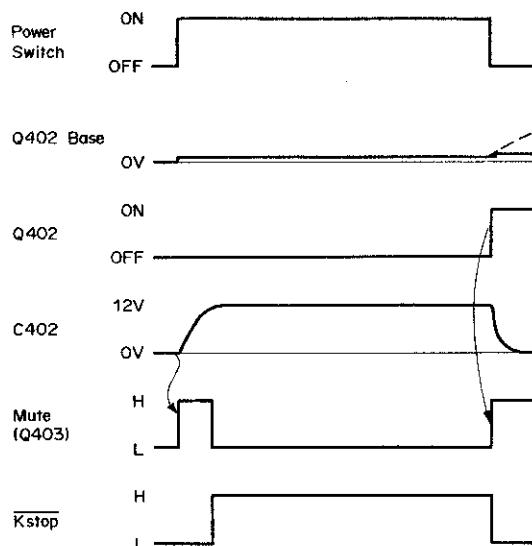 ON
Power
Switch
OFF
Q402 Base
0V
ON
Q402
OFF
12V
C402
0V
H
Mute
(Q403)
L
H
Kstop